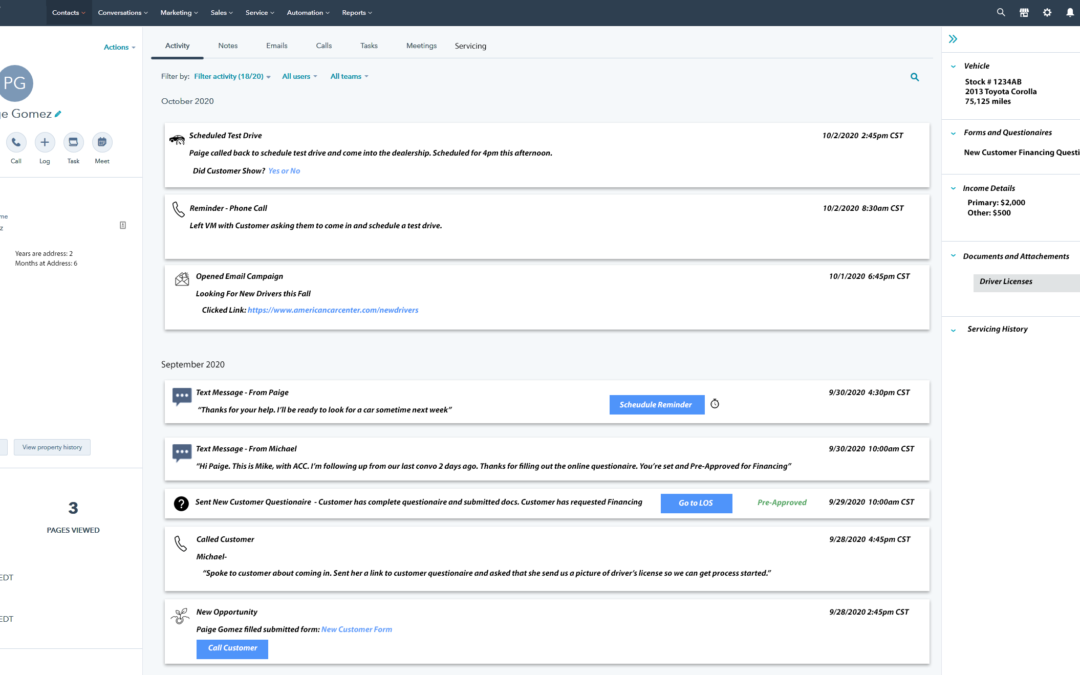 Contacts Conversations Marketing Sales Service Automation Reports
Actions
PG
e Gomez
Call Log Task Meet
me
z
Years are address: 2
Months at Address: 6
View property history
3
PAGES VIEWED
EDT
EDT
Activity Notes Emails Calls Tasks Meetings Servicing
Filter by: Filter activity (18/20) All users All teams
October 2020
Scheduled Test Drive 10/2/2020 2:45pm CST
Paige called back to schedule test drive and come into the dealership. Scheduled for 4pm this afternoon.
Did Customer Show? Yes or No
Reminder - Phone Call 10/2/2020 8:30am CST
Left VM with Customer asking them to come in and schedule a test drive.
Opened Email Campaign 10/1/2020 6:45pm CST
Looking For New Drivers this Fall
Clicked Link: https://www.americancarcenter.com/newdrivers
September 2020
Text Message - From Paige 9/30/2020 4:30pm CST
“Thanks for your help. I’ll be ready to look for a car sometime next week”
Scheudule Reminder
Text Message - From Michael 9/30/2020 10:00am CST
“Hi Paige. This is Mike, with ACC. I’m following up from our last convo 2 days ago. Thanks for filling out the online questionaire. You’re set and Pre-Approved for Financing”
Sent New Customer Questionaire - Customer has complete questionaire and submitted docs. Customer has requested Financing Go to LOS Pre-Approved 9/29/2020 10:00am CST
Called Customer 9/28/2020 4:45pm CST
Michael-
“Spoke to customer about coming in. Sent her a link to customer questionaire and asked that she send us a picture of driver’s license so we can get process started.”
New Opportunity 9/28/2020 2:45pm CST
Paige Gomez filled submitted form: New Customer Form
Call Customer
Vehicle
Stock # 1234AB
2013 Toyota Corolla
75,125 miles
Forms and Questionaires
New Customer Financing Questi
Income Details
Primary: $2,000
Other: $500
Documents and Attachements
Driver Licenses
Servicing History